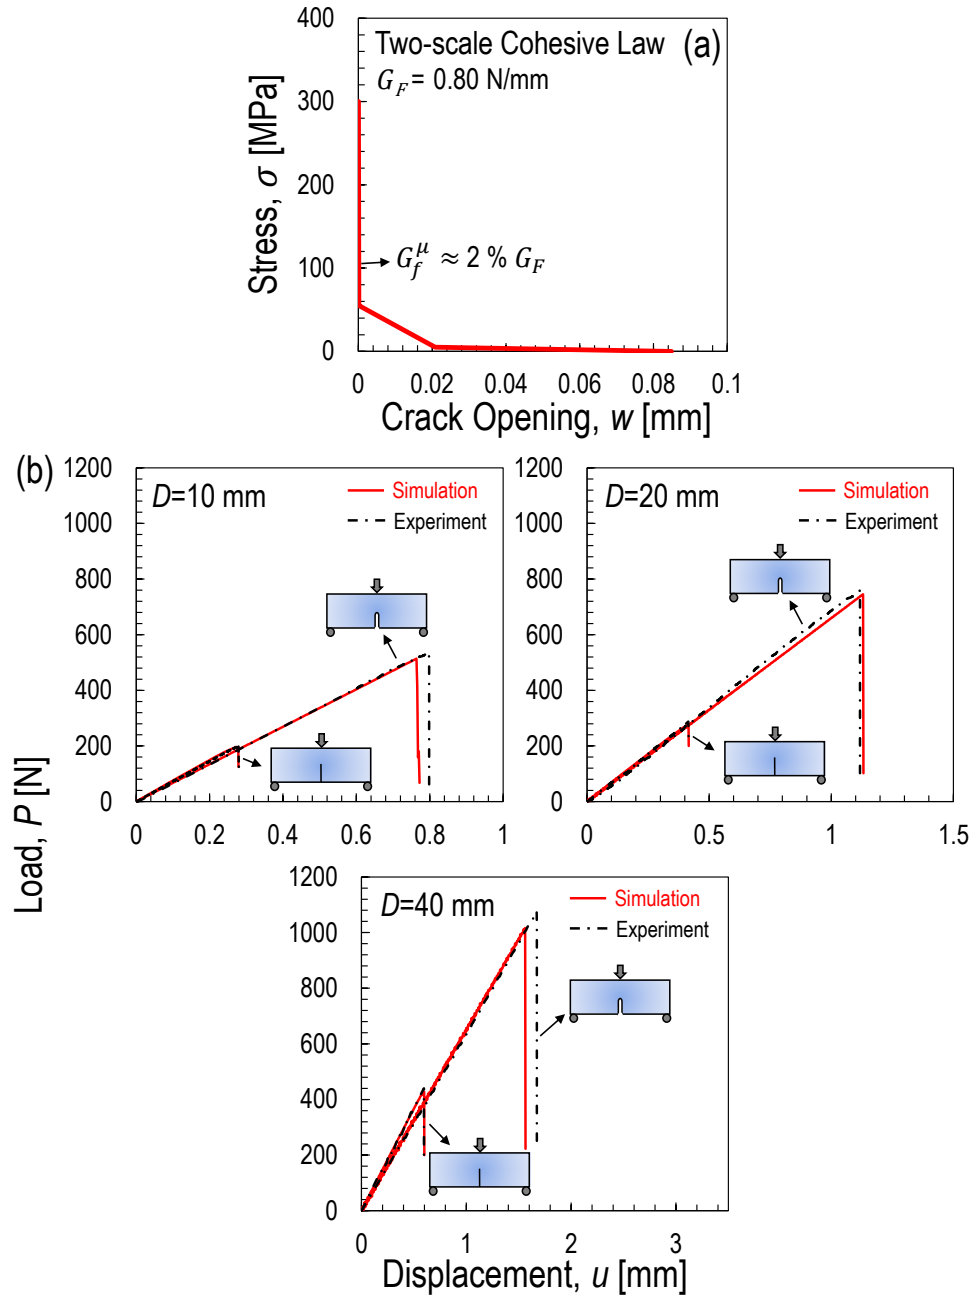 Two-scale Cohesive Law (a)
G_F = 0.80 N/mm
400
300
200
100
0
Stress, σ [MPa]
G_f^μ ≈ 2 % G_F
0 0.02 0.04 0.06 0.08 0.1
Crack Opening, w [mm]
(b)
Load, P [N]
D=10 mm
Simulation
Experiment
1200
1000
800
600
400
200
0
0 0.2 0.4 0.6 0.8 1
D=20 mm
Simulation
Experiment
1200
1000
800
600
400
200
0
0 0.5 1 1.5
D=40 mm
Simulation
Experiment
1200
1000
800
600
400
200
0
0 1 2 3
Displacement, u [mm]